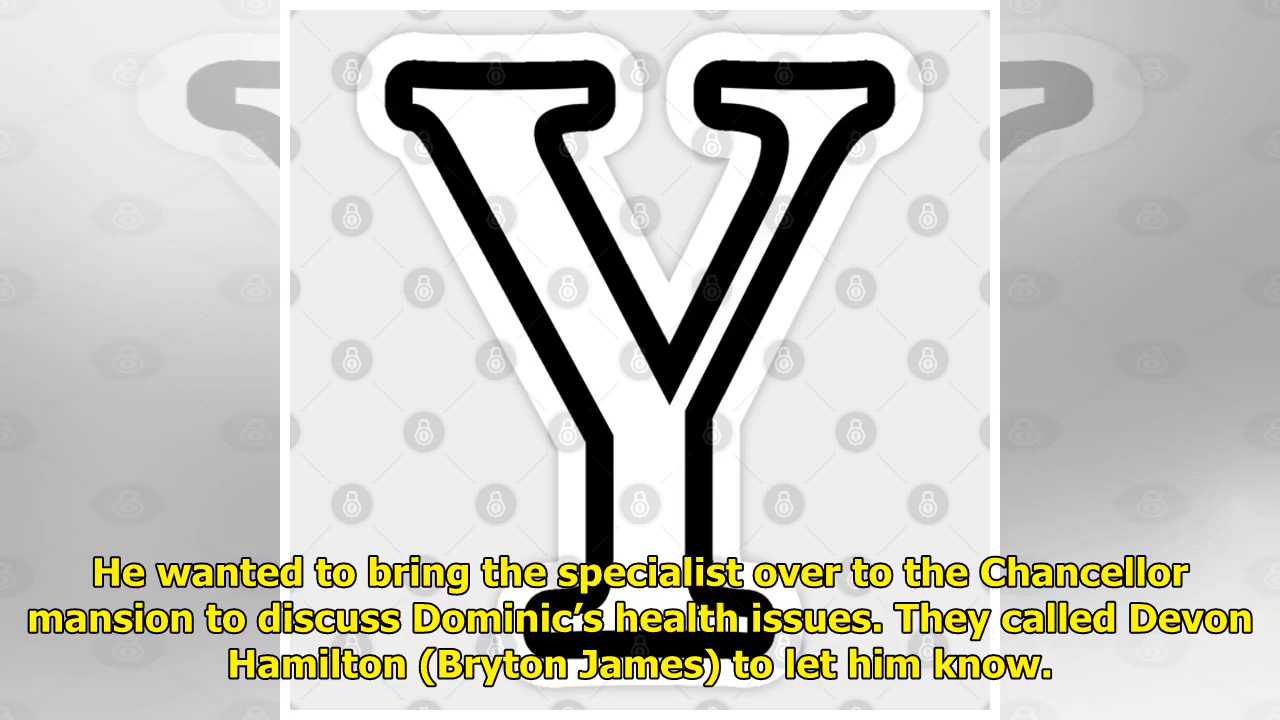 Y
He wanted to bring the specialist over to the Chancellor
mansion to discuss Dominic’s health issues. They called Devon
Hamilton (Bryton James) to let him know.